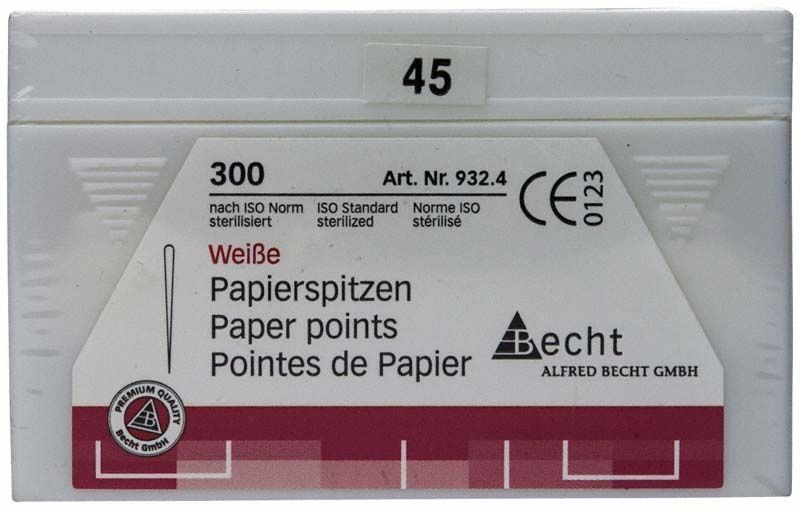 45
300 Art. Nr. 932.4
nach ISO Norm ISO Standard Norme ISO
sterilisiert sterilized stérilisé
CE 0123
Weiße
Papierspitzen
Paper points
Pointes de Papier
Becht
ALFRED BECHT GMBH
PREMIUM QUALITY
B
Becht GmbH